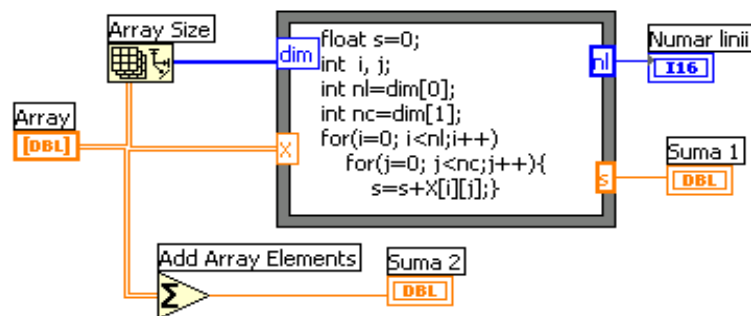 Array Size
Numar linii
dim
float s=0;
int i, j;
int nl=dim[0];
int nc=dim[1];
for(i=0; i<nl;i++)
for(j=0; j<nc;j++){
s=s+X[i][j];}
nl
I16
Array
[DBL]
X
Suma 1
s
DBL
Add Array Elements
Σ
Suma 2
DBL